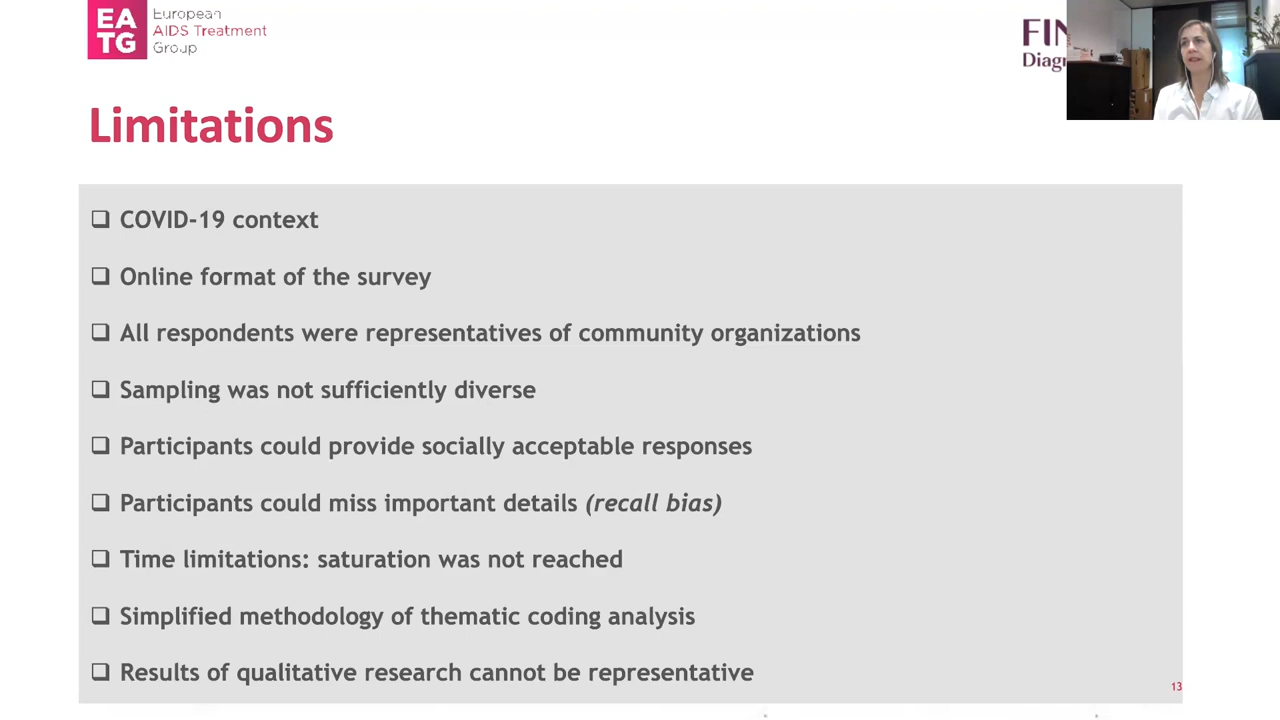 EA
TG
European
AIDS Treatment
Group
Limitations
❑ COVID-19 context
❑ Online format of the survey
❑ All respondents were representatives of community organizations
❑ Sampling was not sufficiently diverse
❑ Participants could provide socially acceptable responses
❑ Participants could miss important details (recall bias)
❑ Time limitations: saturation was not reached
❑ Simplified methodology of thematic coding analysis
❑ Results of qualitative research cannot be representative
13